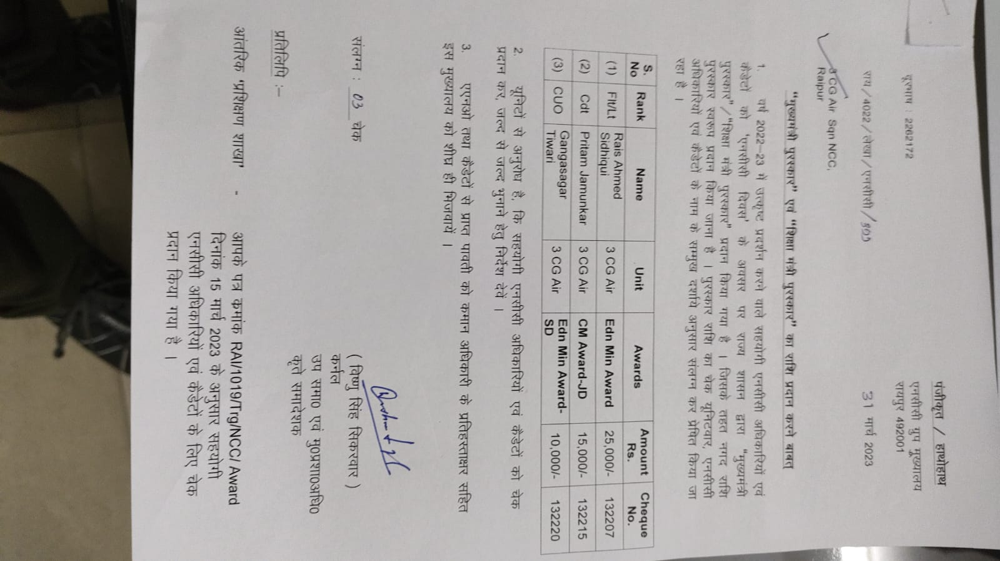 पंजीकृत / हाथोहाथ
दूरभाष : 2262172
एनसीसी ग्रुप मुख्यालय
रायपुर 492001
राय/4022/लेखा/एनसीसी/
31 मार्च 2023
3 CG Air Sqn NCC,
Raipur
“मुख्यमंत्री पुरस्कार” एवं “शिक्षा मंत्री पुरस्कार” का राशि प्रदान करने बाबत
1. वर्ष 2022–23 में उत्कृष्ट प्रदर्शन करने वाले सहयोगी एनसीसी अधिकारियों एवं
कैडेटों को 'एनसीसी दिवस' के अवसर पर राज्य शासन द्वारा “मुख्यमंत्री
पुरस्कार” / “शिक्षा मंत्री पुरस्कार” प्रदान किया गया है । जिसके तहत नगद राशि
पुरस्कार स्वरूप प्रदान किया जाना है । पुरस्कार राशि का चेक यूनिटवार, एनसीसी
अधिकारियों एवं कैडेटों के नाम के सम्मुख दर्शाये अनुसार संलग्न कर प्रेषित किया जा
रहा है ।
S. No Rank Name Unit Awards Amount Rs. Cheque No.
(1) Flt/Lt Rais Ahmed Sidhiqui 3 CG Air Edn Min Award 25,000/- 132207
(2) Cdt Pritam Jamunkar 3 CG Air CM Award-JD 15,000/- 132215
(3) CUO Gangasagar Tiwari 3 CG Air Edn Min Award-SD 10,000/- 132220
2. यूनिटों से अनुरोध है, कि सहयोगी एनसीसी अधिकारियों एवं कैडेटों को चेक
प्रदान कर, जल्द से जल्द भुनाने हेतु निर्देश देवें ।
3. एएनओ तथा कैडेटों से प्राप्त पावती को कमान अधिकारी के प्रतिहस्ताक्षर सहित
इस मुख्यालय को शीघ्र ही भिजवायें ।
( विष्णु सिंह सिकरवार )
कर्नल
उप समा0 एवं मु0प्रशा0अधि0
कृते समादेशक
संलग्न : 03 चेक
प्रतिलिपि :–
आंतरिक 'प्रशिक्षण शाखा' - आपके पत्र कमांक RAI/1019/Trg/NCC/ Award
दिनांक 15 मार्च 2023 के अनुसार सहयोगी
एनसीसी अधिकारियों एवं कैडेटों के लिए चेक
प्रदान किया गया है ।